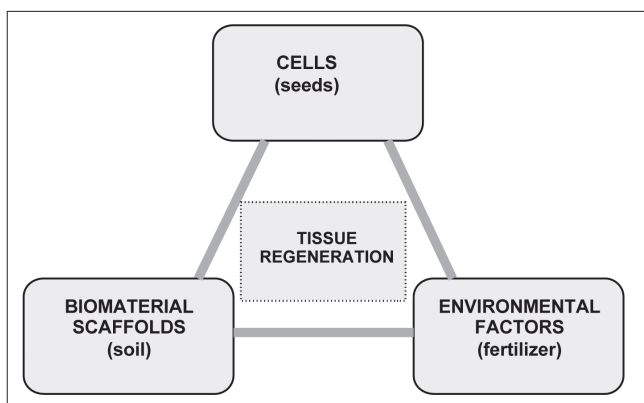 CELLS
(seeds)
TISSUE
REGENERATION
BIOMATERIAL
SCAFFOLDS
(soil)
ENVIRONMENTAL
FACTORS
(fertilizer)